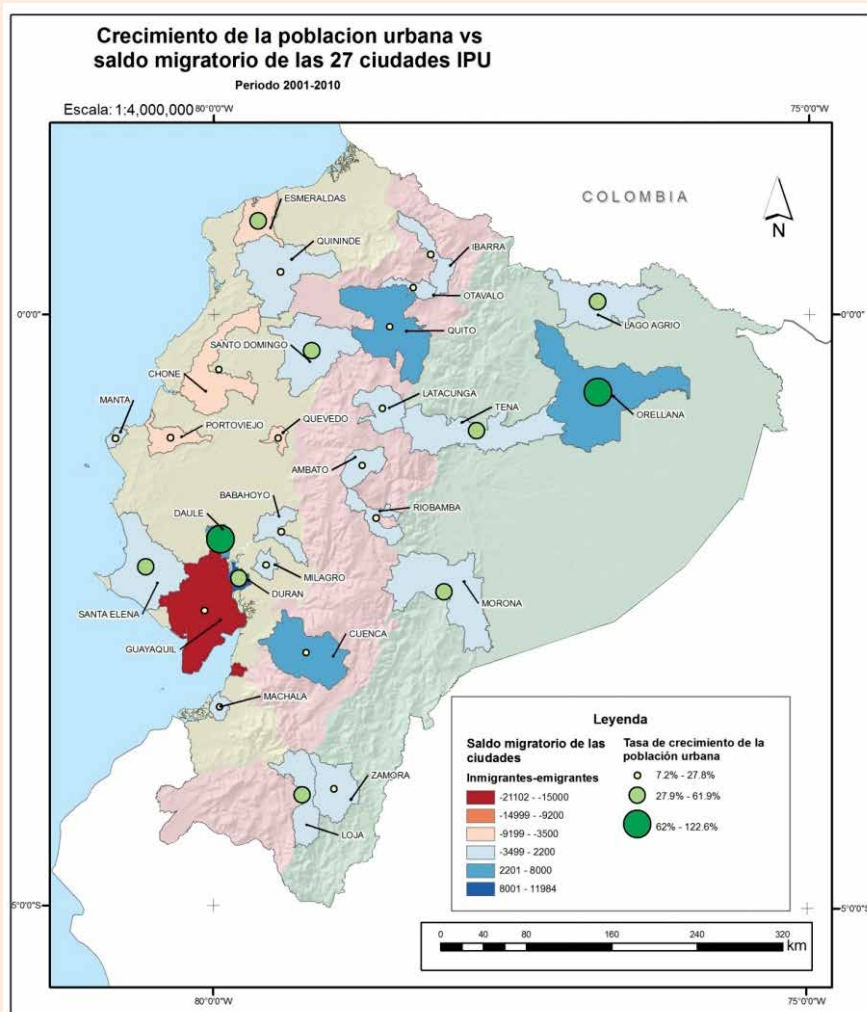 Crecimiento de la poblacion urbana vs
saldo migratorio de las 27 ciudades IPU
Periodo 2001-2010
Escala: 1:4,000,000
80°0'0"W
75°0'0"W
COLOMBIA
N
ESMERALDAS
QUININDE
IBARRA
OTAVALO
0°0'0"
0°0'0"
LAGO AGRIO
SANTO DOMINGO
QUITO
CHONE
LATACUNGA
TENA
ORELLANA
MANTA
PORTOVIEJO
QUEVEDO
AMBATO
BABAHOYO
RIOBAMBA
DAULE
MILAGRO
DURAN
MORONA
SANTA ELENA
CUENCA
GUAYAQUIL
MACHALA
ZAMORA
LOJA
Leyenda
Saldo migratorio de las
ciudades
Inmigrantes-emigrantes
-21102 - -15000
-14999 - -9200
-9199 - -3500
-3499 - 2200
2201 - 8000
8001 - 11984
Tasa de crecimiento de la
población urbana
7.2% - 27.8%
27.9% - 61.9%
62% - 122.6%
5°0'0"S
5°0'0"S
0 40 80 160 240 320
km
80°0'0"W
75°0'0"W